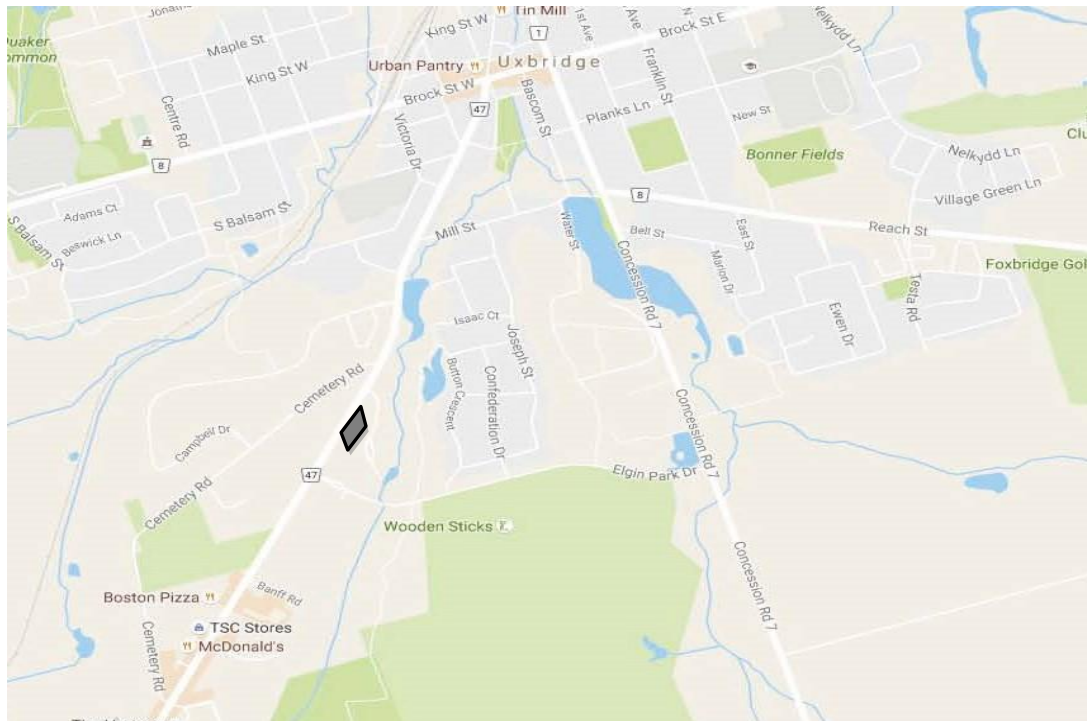 Tin Mill
King St W
1st Ave
Brock St E
Nelkydd Ln
Maple St
Quaker
Common
1
Urban Pantry
Uxbridge
Franklin St
King St W
Brock St W
47
Bascom St
Planks Ln
New St
Centre Rd
Victoria Dr
Bonner Fields
Nelkydd Ln
8
8
Village Green Ln
Adams Ct
S Balsam St
S Balsam St
Beswick Ln
Mill St
Water St
Bell St
East St
Reach St
Marion Dr
Concession Rd 7
Testa Rd
Isaac Ct
Joseph St
Ewen Dr
Button Crescent
Confederation Dr
Cemetery Rd
Concession Rd 7
Campbell Dr
47
Elgin Park Dr
Cemetery Rd
Wooden Sticks
Concession Rd 7
Banff Rd
Boston Pizza
TSC Stores
McDonald's
Cemetery Rd